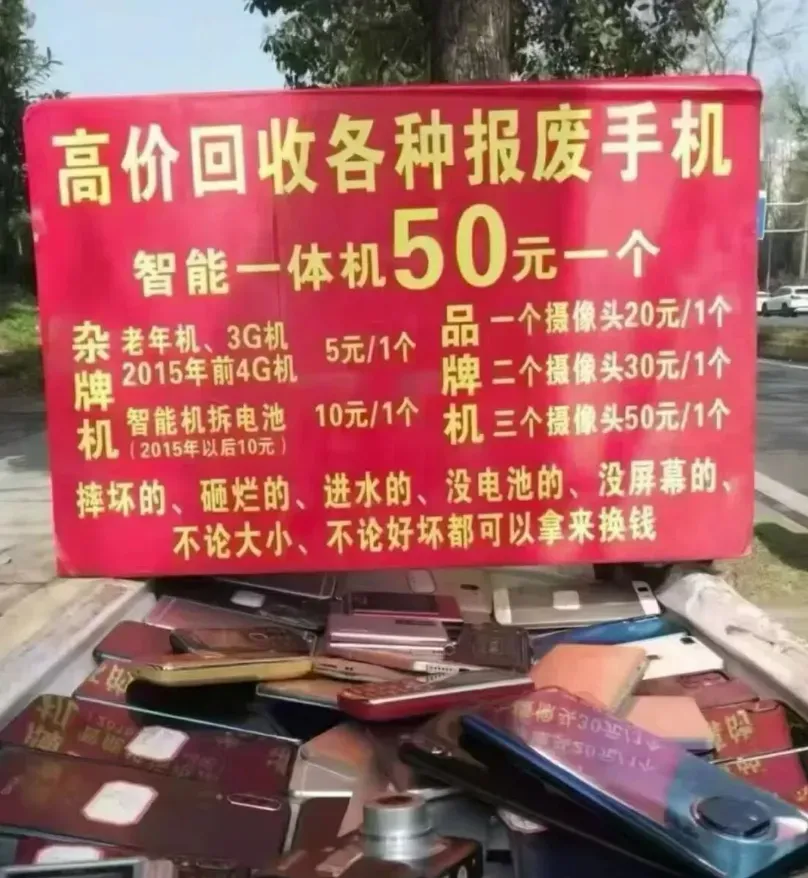 高价回收各种报废手机
智能一体机50元一个
杂牌机
老年机、3G机
2015年前4G机
5元/1个
智能机拆电池
(2015年以后10元)
10元/1个
品牌机
一个摄像头20元/1个
二个摄像头30元/1个
三个摄像头50元/1个
摔坏的、砸烂的、进水的、没电池的、没屏幕的、
不论大小、不论好坏都可以拿来换钱